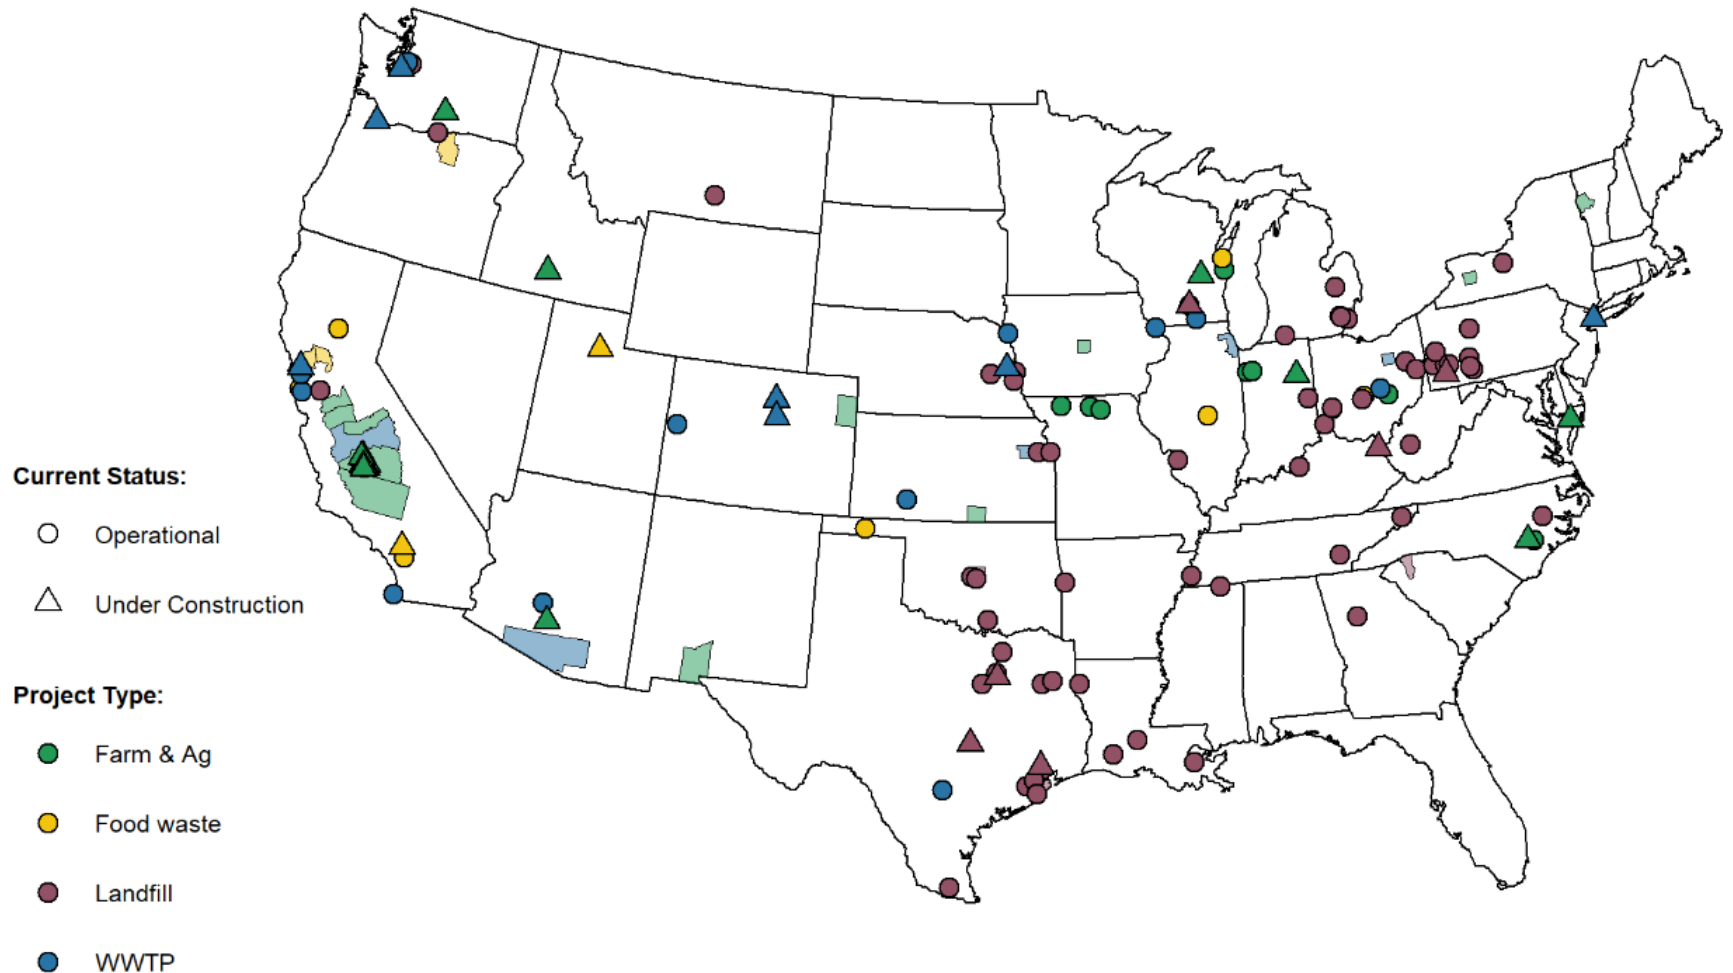 Current Status:
Operational
Under Construction
Project Type:
Farm & Ag
Food waste
Landfill
WWTP